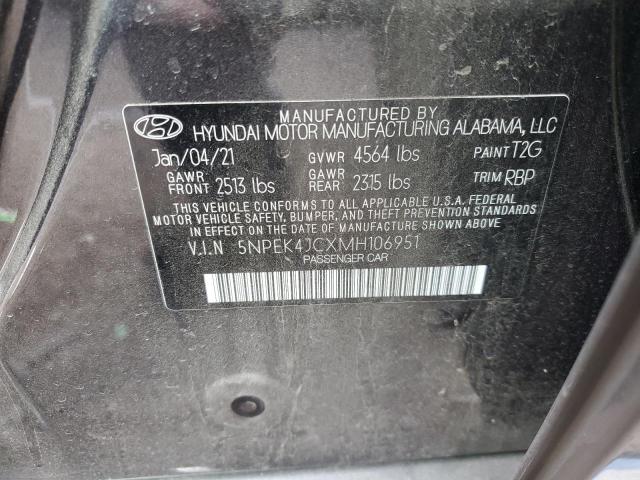 MANUFACTURED BY
HYUNDAI MOTOR MANUFACTURING ALABAMA, LLC
Jan/04/21 GVWR 4564 lbs PAINT T2G
GAWR FRONT 2513 lbs GAWR REAR 2315 lbs TRIM RBP
THIS VEHICLE CONFORMS TO ALL APPLICABLE U.S.A. FEDERAL
MOTOR VEHICLE SAFETY, BUMPER, AND THEFT PREVENTION STANDARDS
IN EFFECT ON THE DATE OF MANUFACTURE SHOWN ABOVE
V.I.N 5NPEK4JCXMH106951
PASSENGER CAR